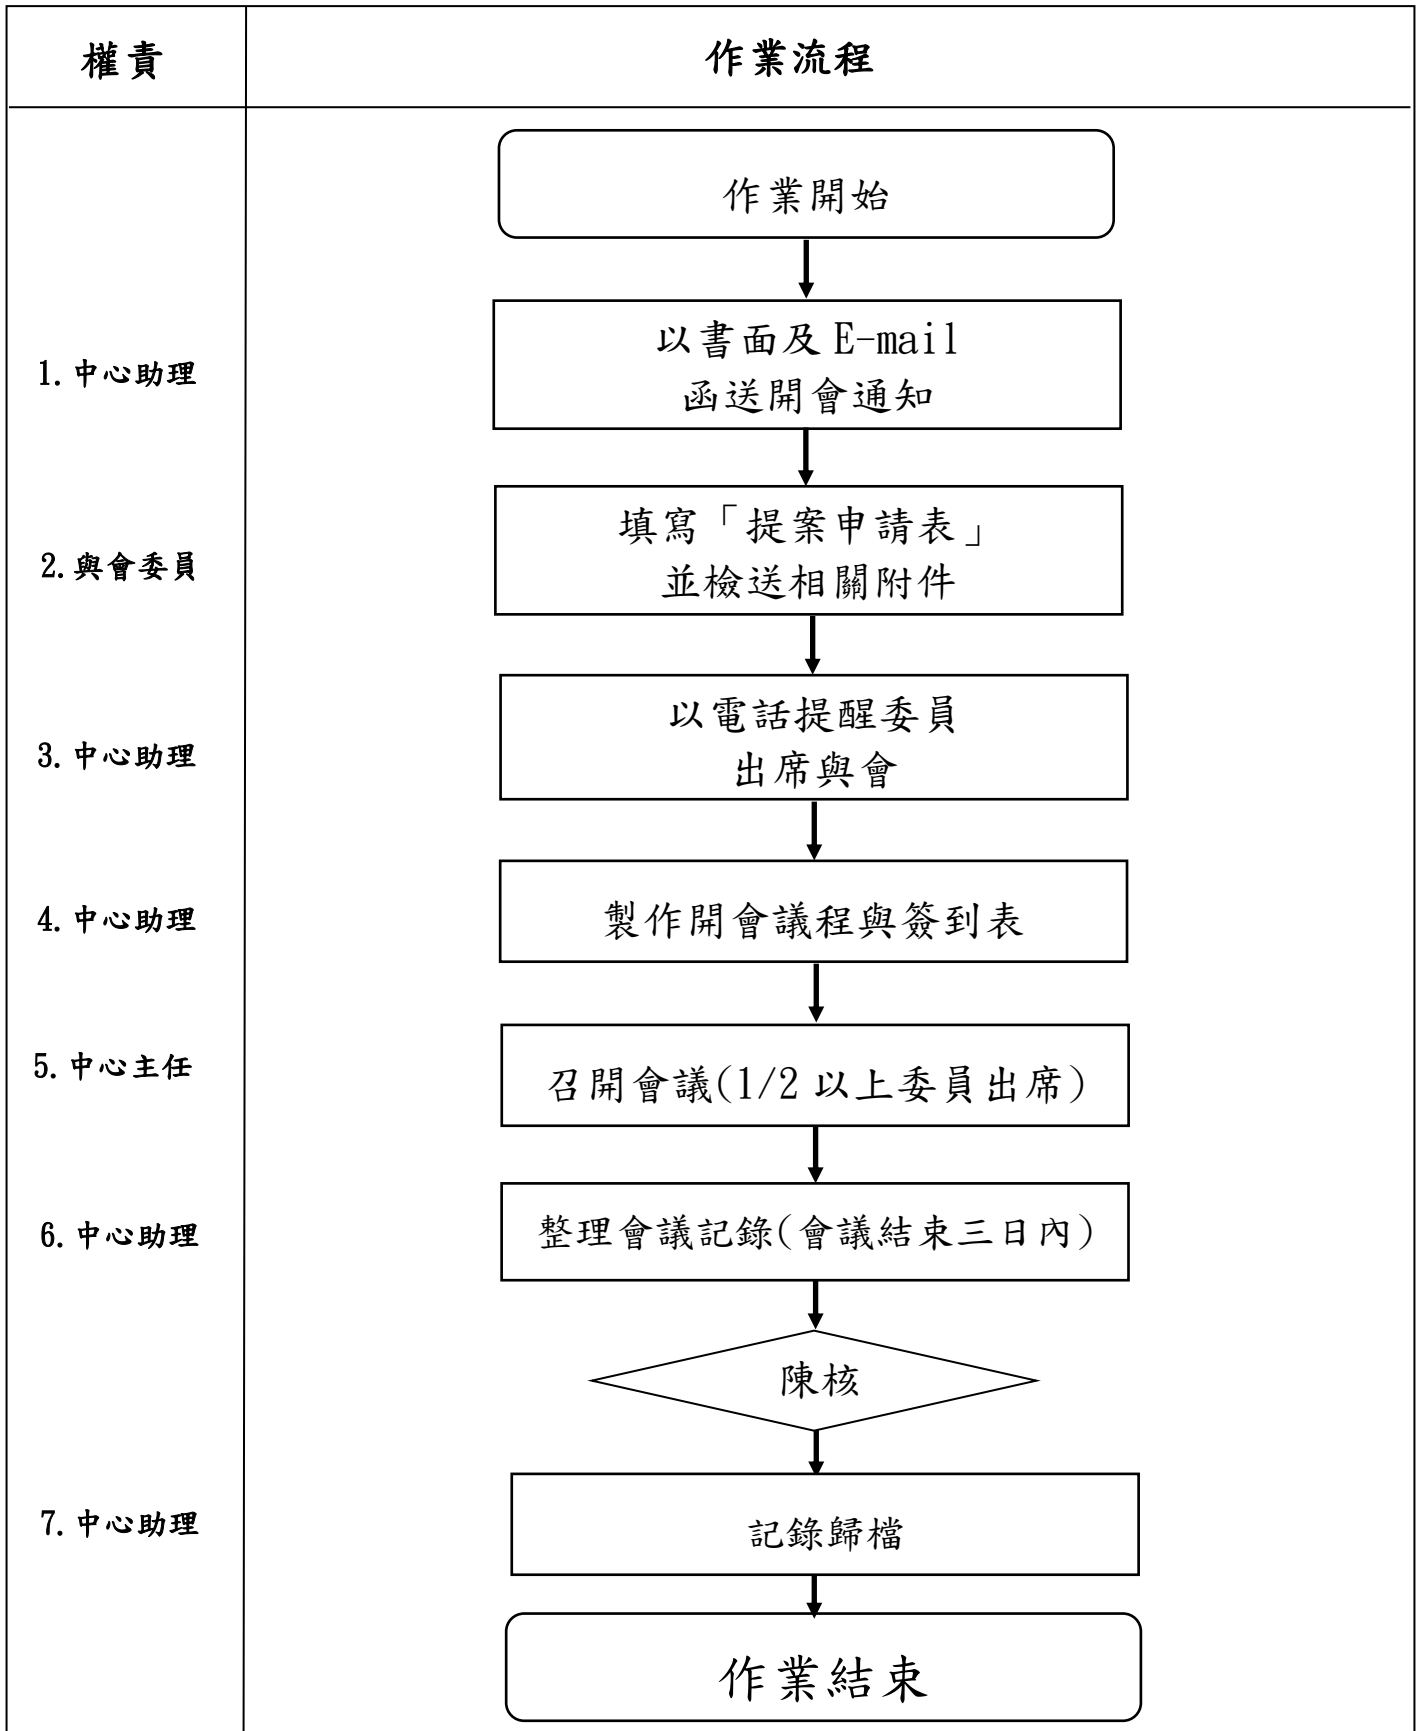 權責
作業流程
作業開始
1.中心助理
以書面及 E-mail
函送開會通知
2.與會委員
填寫「提案申請表」
並檢送相關附件
3.中心助理
以電話提醒委員
出席與會
4.中心助理
製作開會議程與簽到表
5.中心主任
召開會議(1/2 以上委員出席)
6.中心助理
整理會議記錄(會議結束三日內)
陳核
7.中心助理
記錄歸檔
作業結束